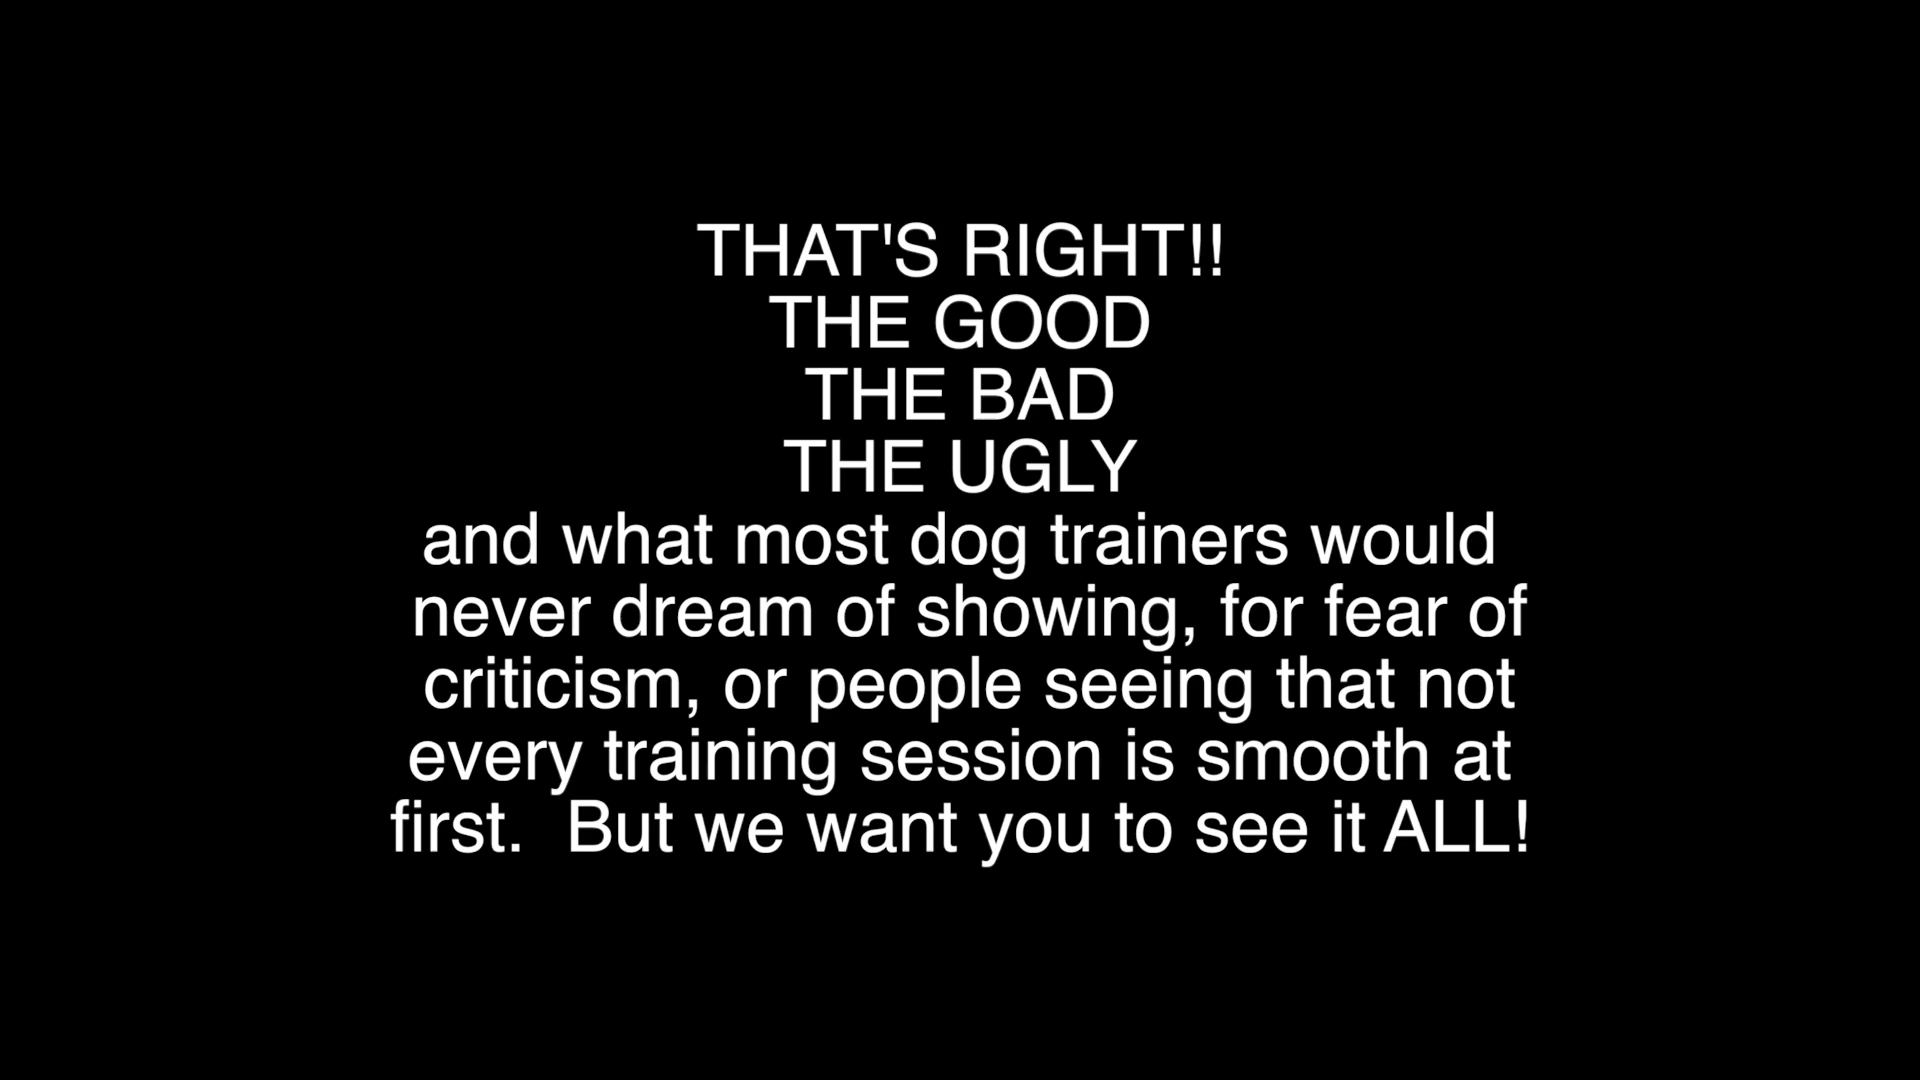 THAT'S RIGHT!!
THE GOOD
THE BAD
THE UGLY
and what most dog trainers would
never dream of showing, for fear of
criticism, or people seeing that not
every training session is smooth at
first.  But we want you to see it ALL!